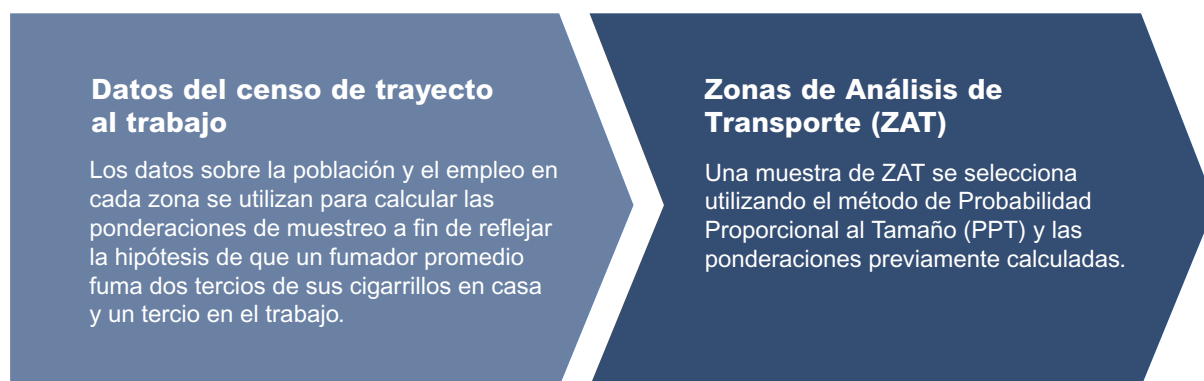 Datos del censo de trayecto
al trabajo
Los datos sobre la población y el empleo en
cada zona se utilizan para calcular las
ponderaciones de muestreo a fin de reflejar
la hipótesis de que un fumador promedio
fuma dos tercios de sus cigarrillos en casa
y un tercio en el trabajo.
Zonas de Análisis de
Transporte (ZAT)
Una muestra de ZAT se selecciona
utilizando el método de Probabilidad
Proporcional al Tamaño (PPT) y las
ponderaciones previamente calculadas.